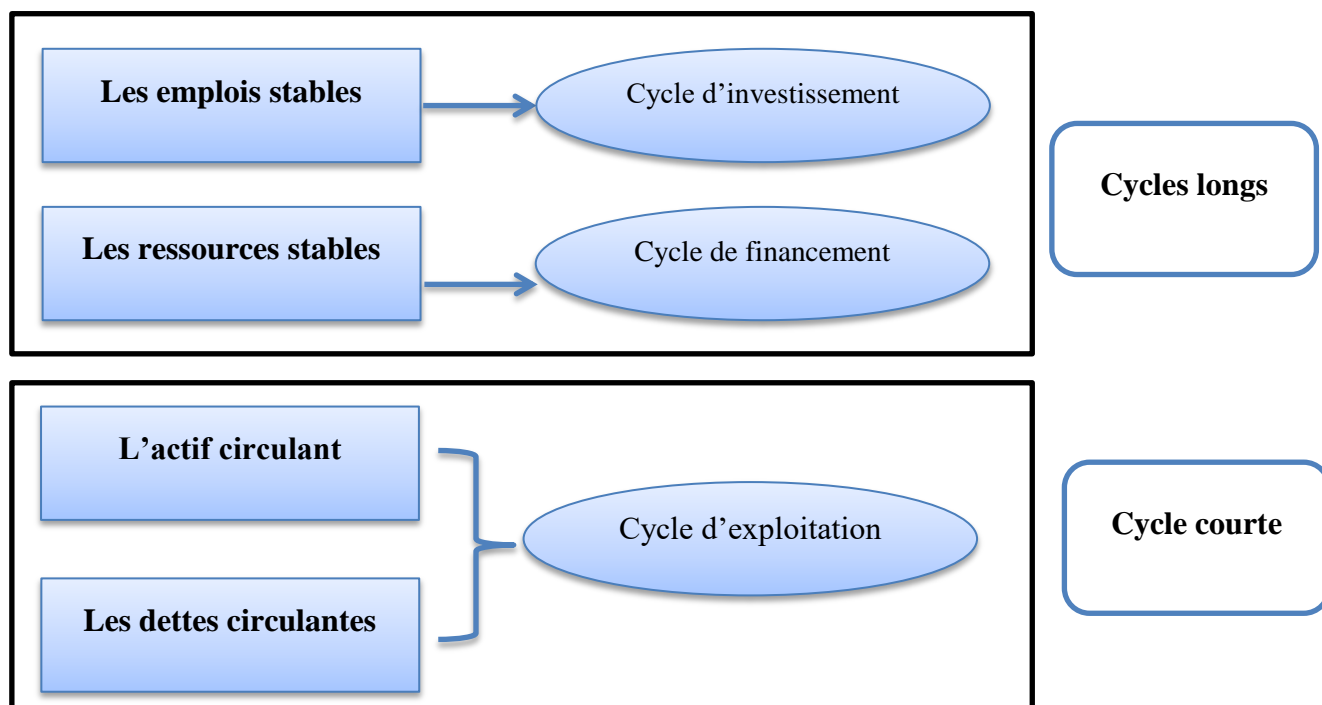 Les emplois stables
Cycle d’investissement
Cycles longs
Les ressources stables
Cycle de financement
L’actif circulant
Cycle d’exploitation
Cycle courte
Les dettes circulantes